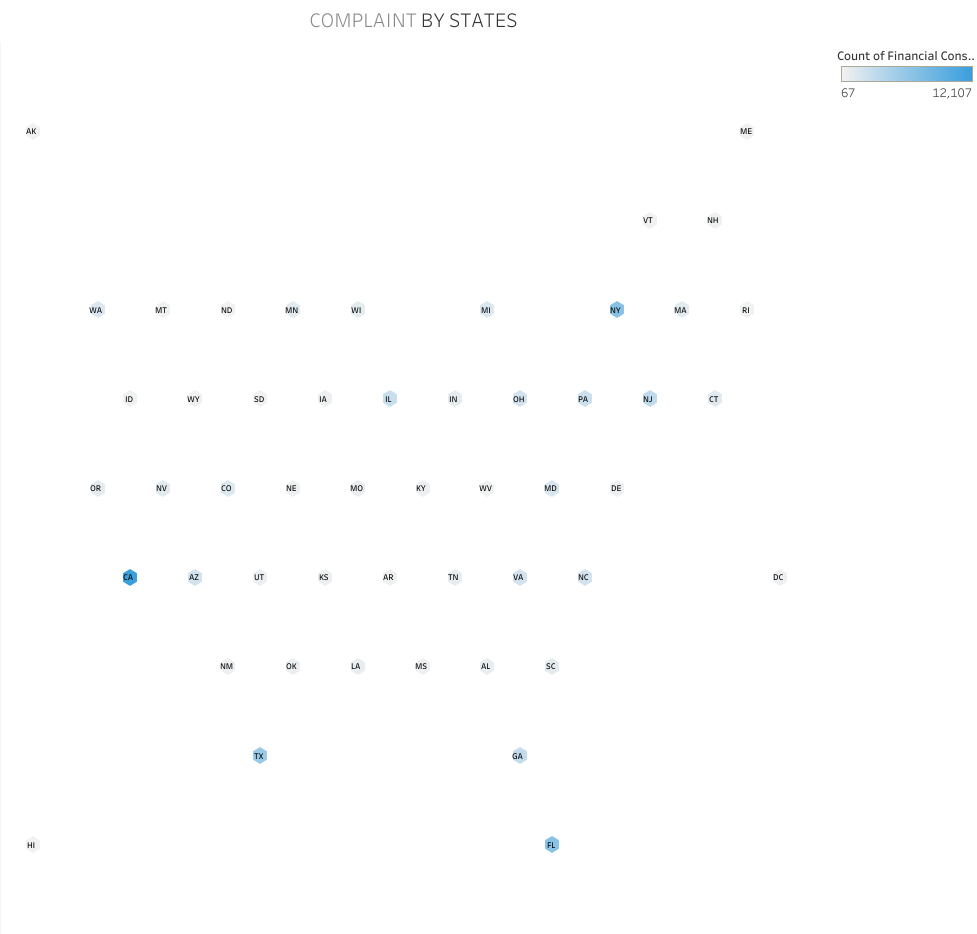 COMPLAINT BY STATES
Count of Financial Cons..
67 12,107
AK ME
VT NH
WA MT ND MN WI MI NY MA RI
ID WY SD IA IL IN OH PA NJ CT
OR NV CO NE MO KY WV MD DE
CA AZ UT KS AR TN VA NC DC
NM OK LA MS AL SC
TX GA
HI FL